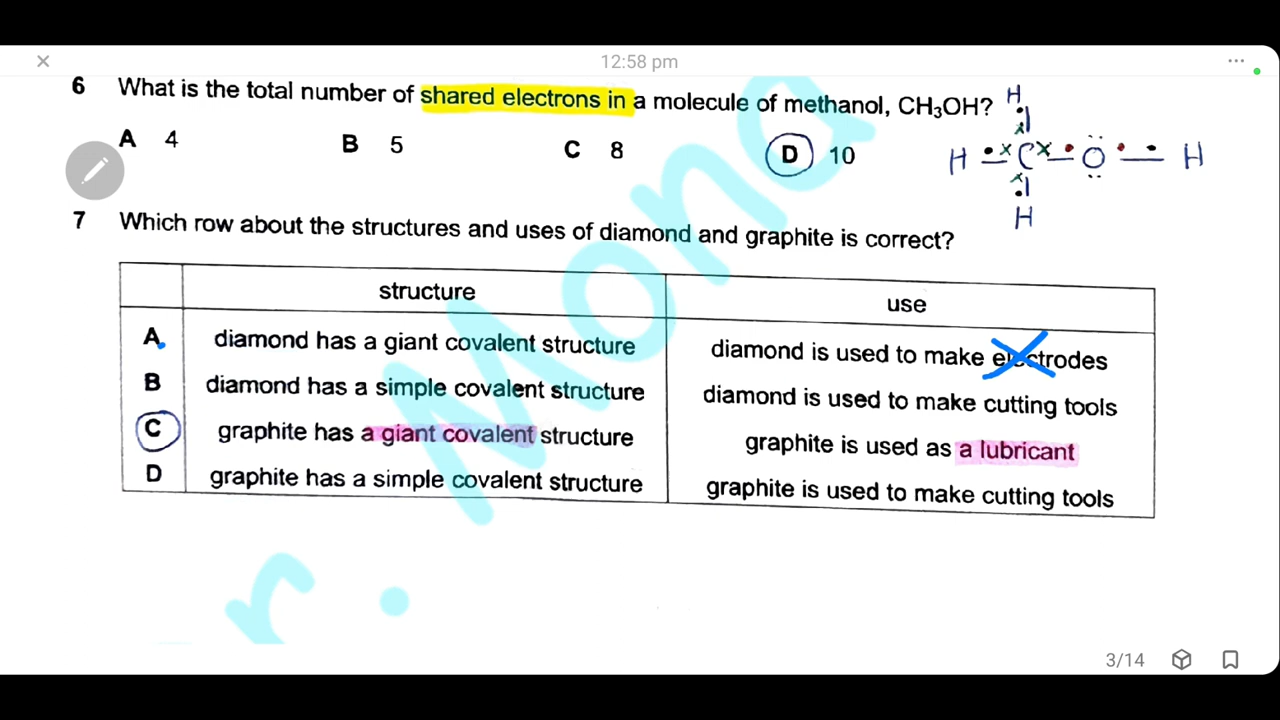 12:58 pm
6 What is the total number of shared electrons in a molecule of methanol, CH₃OH?
A 4 B 5 C 8 D 10
H
H C O H
H
7 Which row about the structures and uses of diamond and graphite is correct?
structure use
A diamond has a giant covalent structure diamond is used to make electrodes
B diamond has a simple covalent structure diamond is used to make cutting tools
C graphite has a giant covalent structure graphite is used as a lubricant
D graphite has a simple covalent structure graphite is used to make cutting tools
r. Mona
3/14